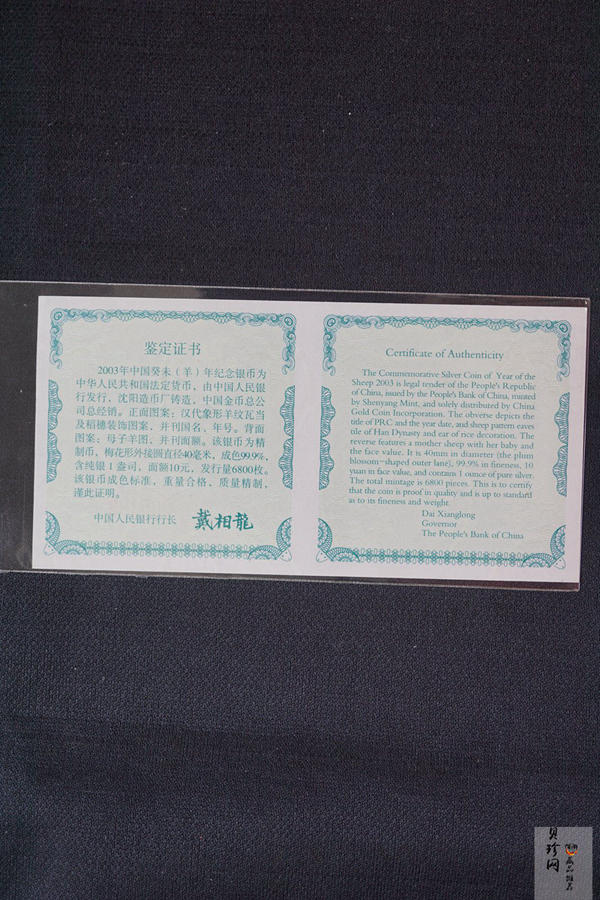 鉴定证书
2003年中国癸未（羊）年纪念银币为
中华人民共和国法定货币，由中国人民银
行发行，沈阳造币厂铸造，中国金币总公
司总经销。正面图案：汉代象形羊纹瓦当
及稻穗装饰图案，并刊国名、年号。背面
图案：母子羊图，并刊面额。该银币为精
制币，梅花形外接圆直径40毫米，成色99.9%，
含纯银1盎司，面额10元，发行量6800枚。
该银币成色标准，重量合格，质量精制，
谨此证明。
中国人民银行行长 戴相龍
Certificate of Authenticity
The Commemorative Silver Coin of Year of the
Sheep 2003 is legal tender of the People's Republic
of China, issued by the People's Bank of China, minted
by Shenyang Mint, and solely distributed by China
Gold Coin Incorporation. The obverse depicts the
title of PRC and the year date, and sheep pattern eaves
tile of Han Dynasty and ear of rice decoration. The
reverse features a mother sheep with her baby and
the face value. It is 40mm in diameter (the plum
blossom-shaped outer lane), 99.9% in fineness, 10
yuan in face value, and contains 1 ounce of pure silver.
The total mintage is 6800 pieces. This is to certify
that the coin is proof in quality and is up to standard
as to its fineness and weight
Dai Xianglong
Governor
The People's Bank of China
贝珍网
藏品推荐